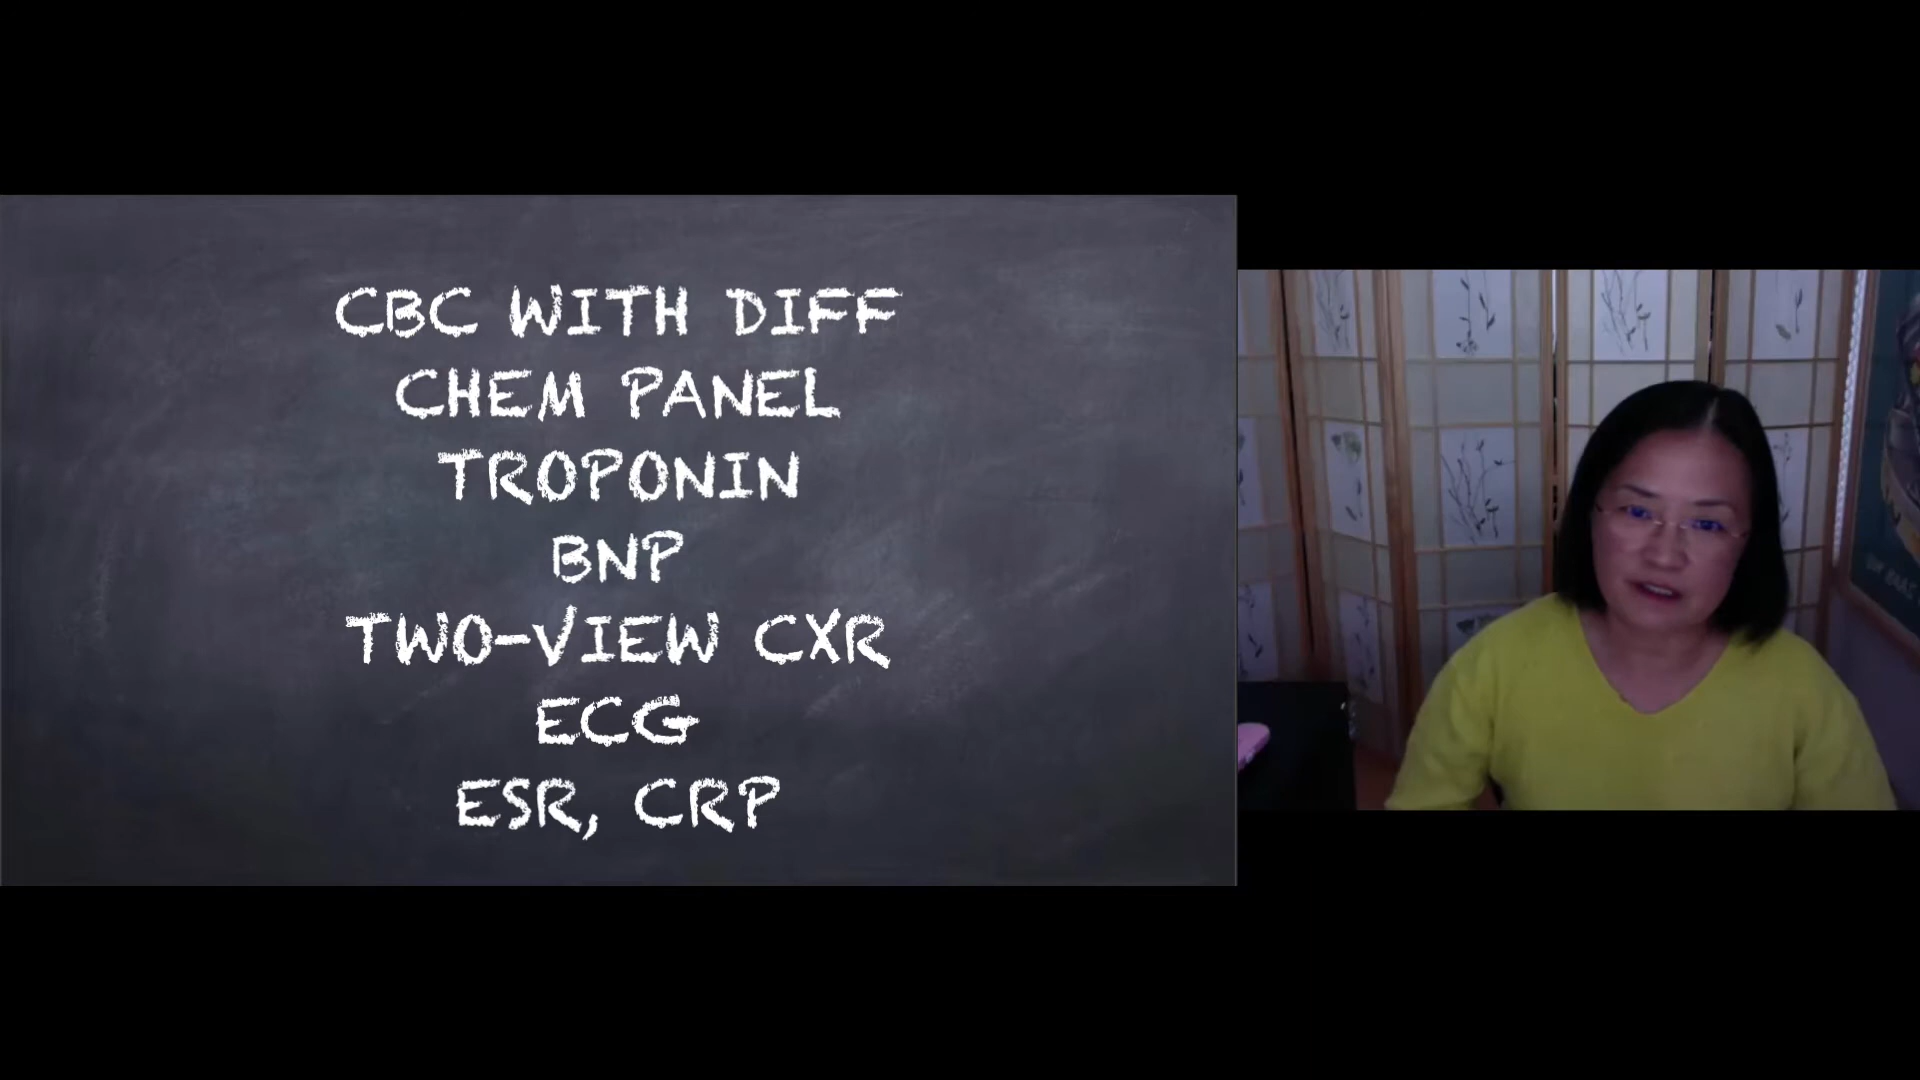 CBC WITH DIFF
CHEM PANEL
TROPONIN
BNP
TWO-VIEW CXR
ECG
ESR, CRP